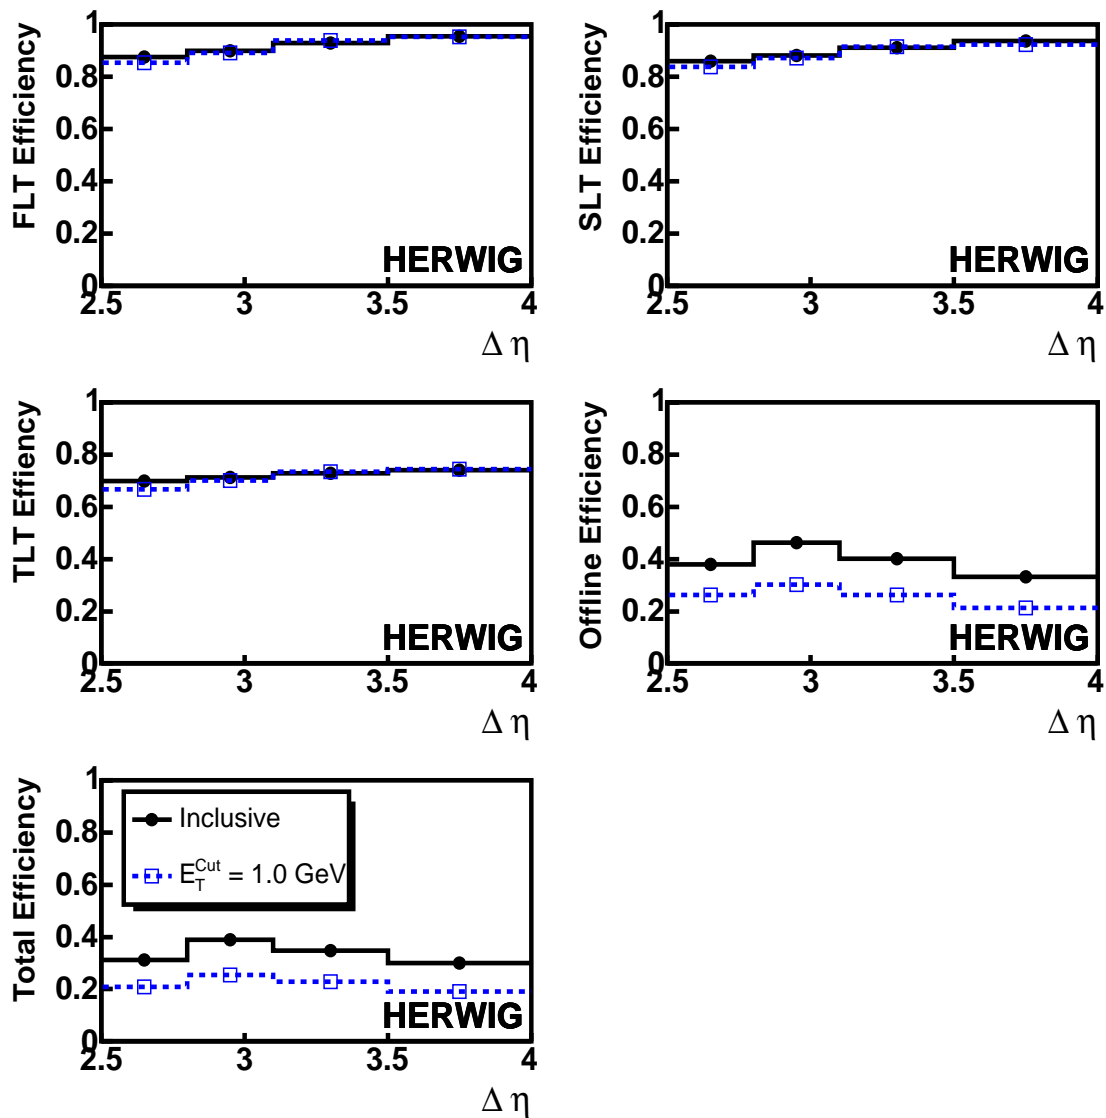 FLT Efficiency
1
0.8
0.6
0.4
0.2
0
2.5 3 3.5 4
HERWIG
Δ η
SLT Efficiency
1
0.8
0.6
0.4
0.2
0
2.5 3 3.5 4
HERWIG
Δ η
TLT Effiency
1
0.8
0.6
0.4
0.2
0
2.5 3 3.5 4
HERWIG
Δ η
Offline Efficiency
1
0.8
0.6
0.4
0.2
0
2.5 3 3.5 4
HERWIG
Δ η
Total Efficiency
1
0.8
0.6
0.4
0.2
0
2.5 3 3.5 4
Inclusive
E_T^Cut = 1.0 GeV
HERWIG
Δ η